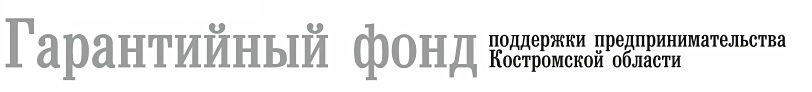 Гарантийный фонд
поддержки предпринимательства
Костромской области